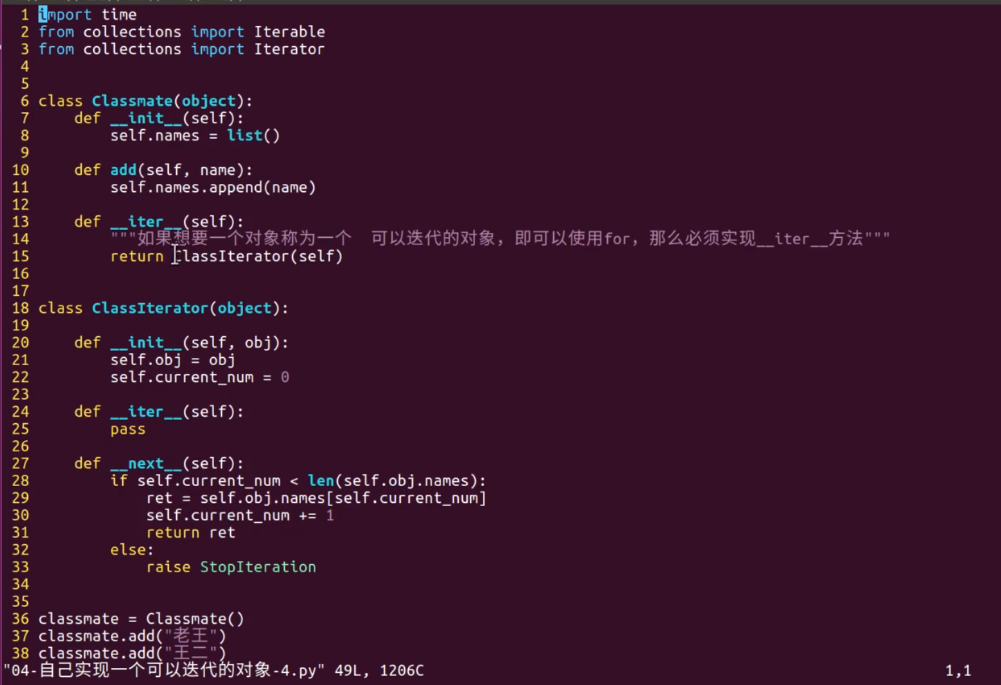 1 import time
2 from collections import Iterable
3 from collections import Iterator
4
5
6 class Classmate(object):
7     def __init__(self):
8         self.names = list()
9
10     def add(self, name):
11         self.names.append(name)
12
13     def __iter__(self):
14         """如果想要一个对象称为一个  可以迭代的对象，即可以使用for，那么必须实现__iter__方法"""
15         return ClassIterator(self)
16
17
18 class ClassIterator(object):
19
20     def __init__(self, obj):
21         self.obj = obj
22         self.current_num = 0
23
24     def __iter__(self):
25         pass
26
27     def __next__(self):
28         if self.current_num < len(self.obj.names):
29             ret = self.obj.names[self.current_num]
30             self.current_num += 1
31             return ret
32         else:
33             raise StopIteration
34
35
36 classmate = Classmate()
37 classmate.add("老王")
38 classmate.add("王二")
"04-自己实现一个可以迭代的对象-4.py" 49L, 1206C 1,1